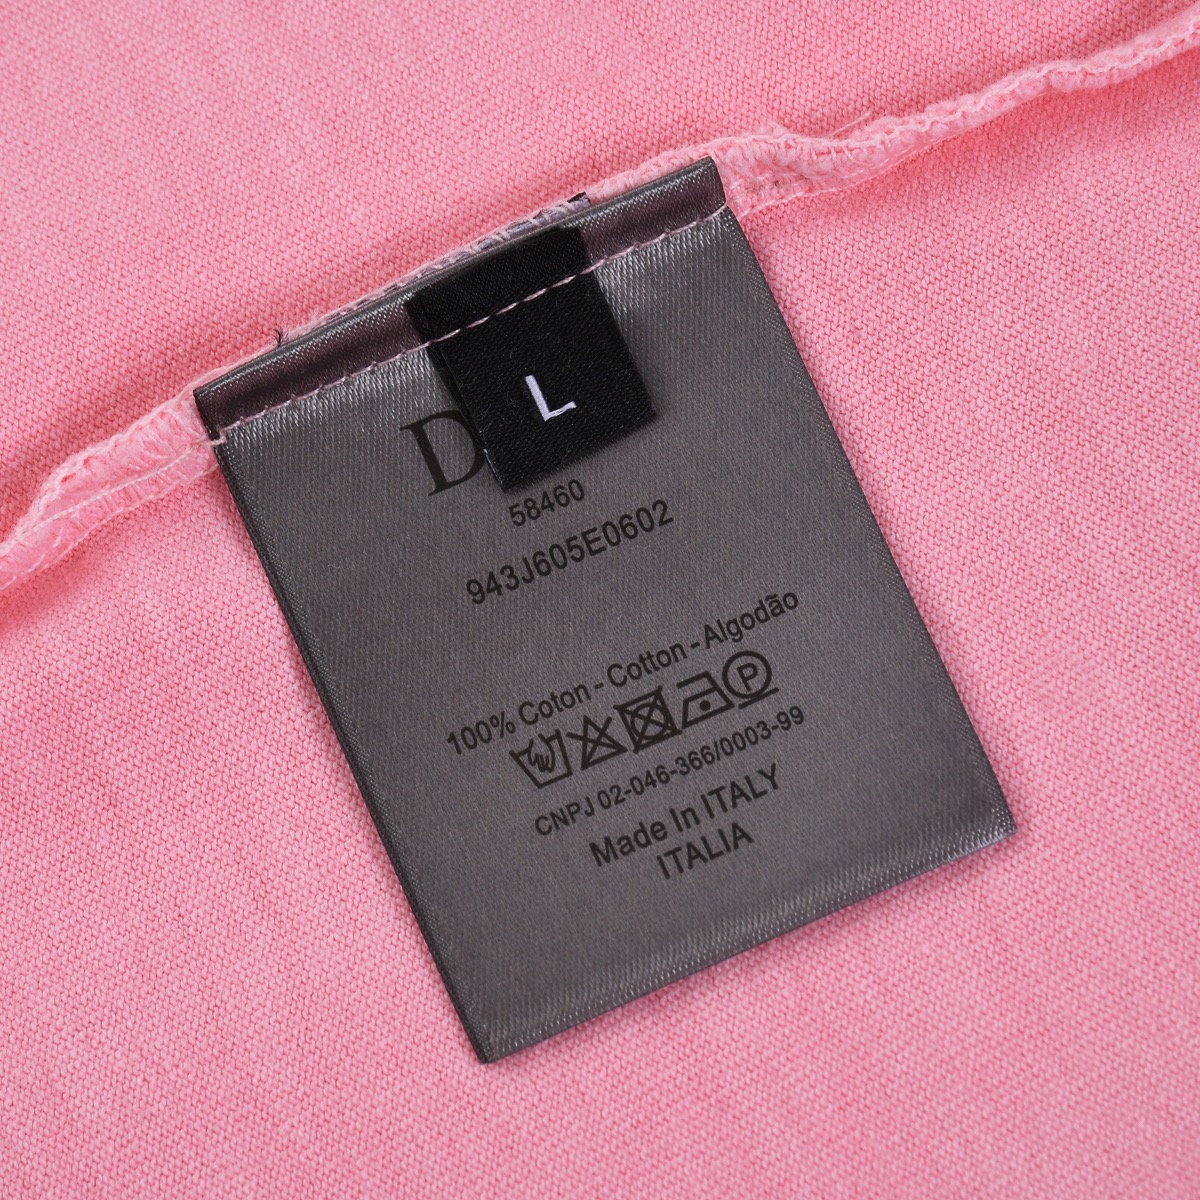 L
D
58460
943J605E0602
100% Coton - Cotton - Algodão
P
CNPJ 02-046-366/0003-99
Made In ITALY
ITALIA